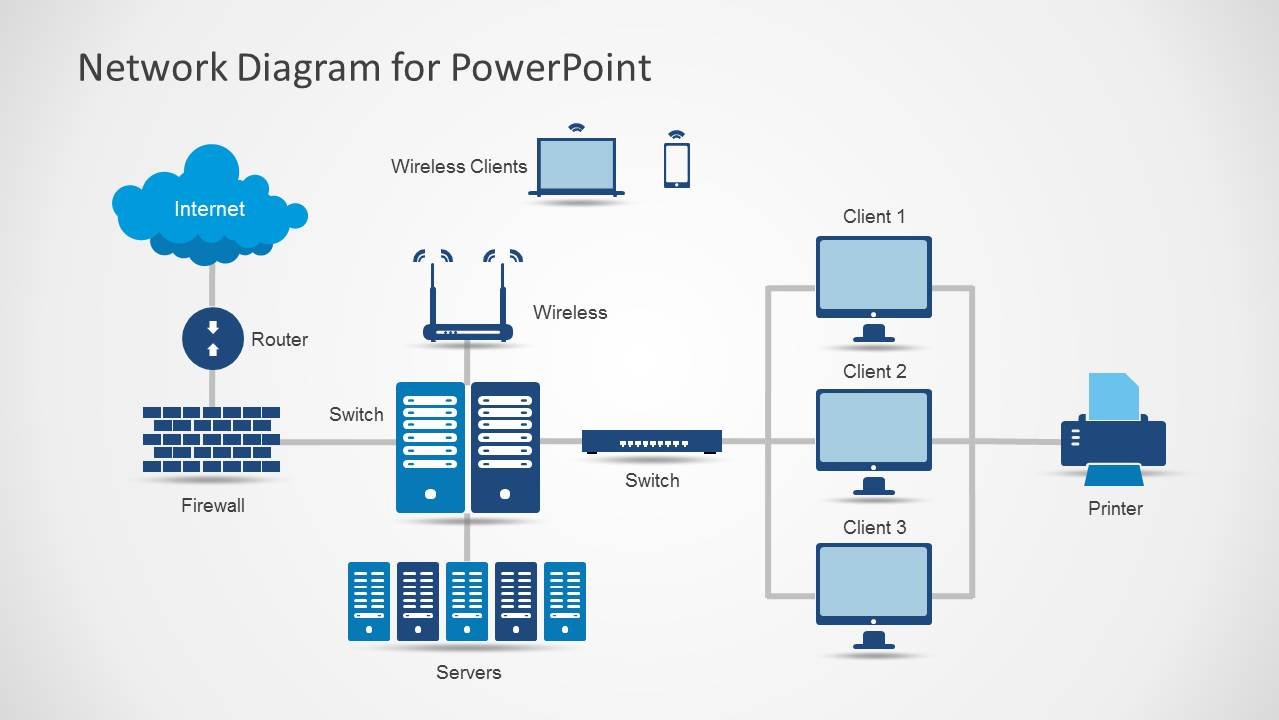 Network Diagram for PowerPoint
Wireless Clients
Internet
Client 1
Wireless
Router
Client 2
Switch
Switch
Firewall
Printer
Client 3
Servers